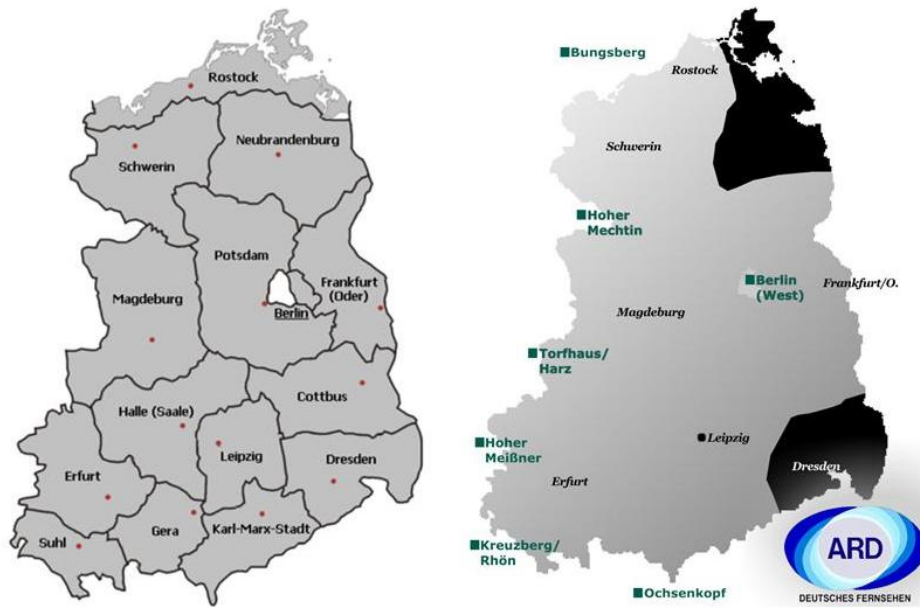 Rostock
Neubrandenburg
Schwerin
Potsdam
Magdeburg
Frankfurt
(Oder)
Berlin
Cottbus
Halle (Saale)
Leipzig
Dresden
Erfurt
Gera
Karl-Marx-Stadt
Suhl
Bungsberg
Rostock
Schwerin
Hoher
Mechtin
Berlin
(West)
Frankfurt/O.
Magdeburg
Torfhaus/
Harz
Leipzig
Hoher
Meißner
Dresden
Erfurt
Kreuzberg/
Rhön
Ochsenkopf
ARD
DEUTSCHES FERNSEHEN